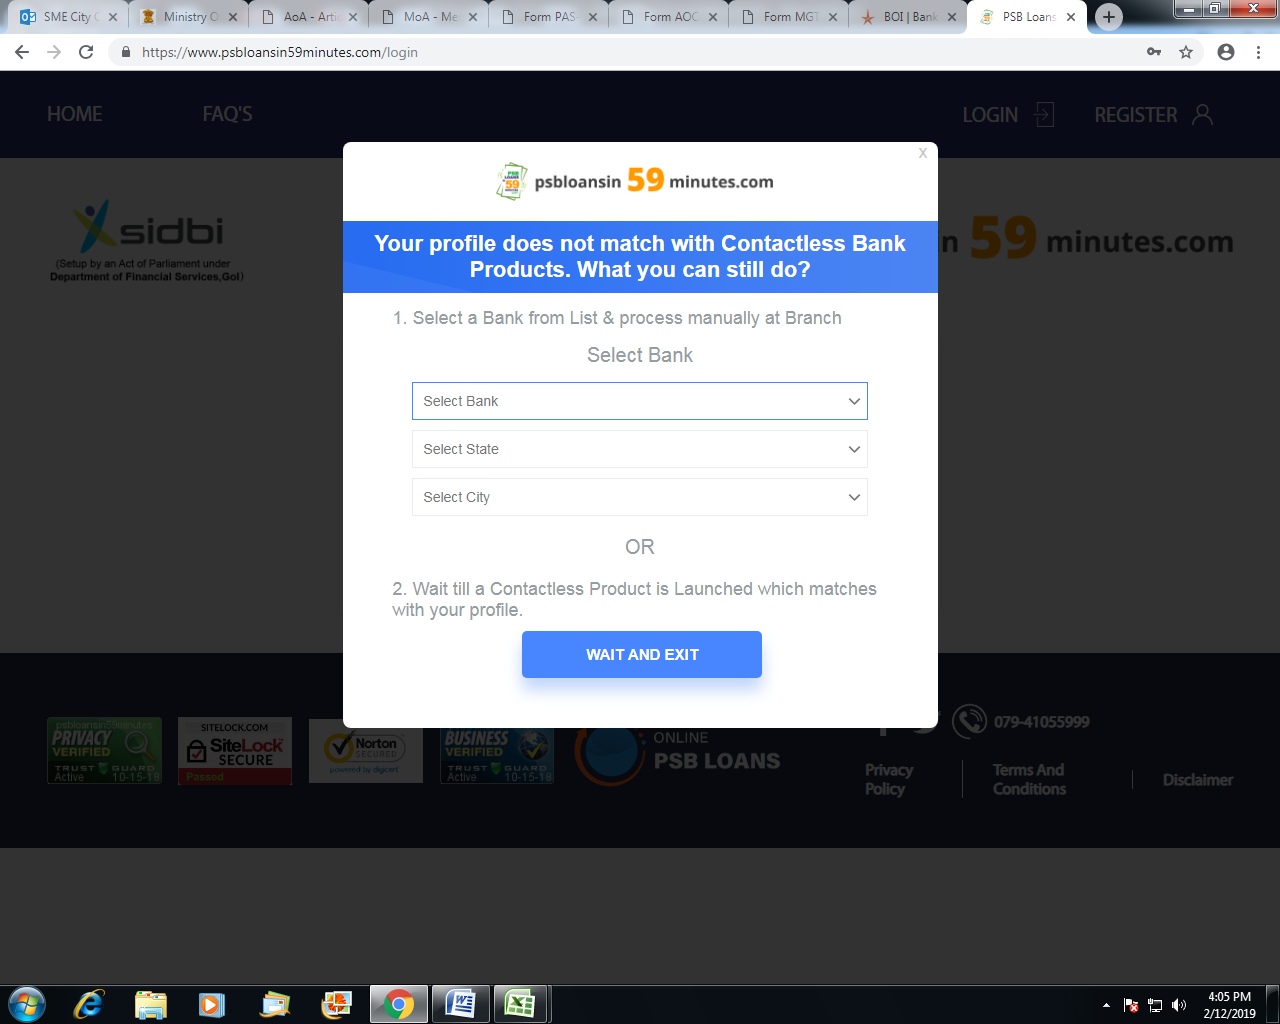 SME City
Ministry O
AoA - Arti
MoA - Me
Form PAS-
Form AOC
Form MGT
BOI | Bank
PSB Loans
https://www.psbloansin59minutes.com/login
HOME
FAQ'S
LOGIN
REGISTER
X
psbloansin 59 minutes.com
sidbi
(Setup by an Act of Parliament under
Department of Financial Services,GoI)
n 59 minutes.com
Your profile does not match with Contactless Bank
Products. What you can still do?
1. Select a Bank from List & process manually at Branch
Select Bank
Select Bank
Select State
Select City
OR
2. Wait till a Contactless Product is Launched which matches
with your profile.
WAIT AND EXIT
psbloansin59minutes
PRIVACY
VERIFIED
TRUST GUARD
Active 10-15-18
SITELOCK.COM
SiteLock
SECURE
Passed
Norton
SECURED
powered by digicert
BUSINESS
VERIFIED
TRUST GUARD
Active 10-15-18
ONLINE
PSB LOANS
079-41055999
Privacy
Policy
Terms And
Conditions
Disclaimer
4:05 PM
2/12/2019